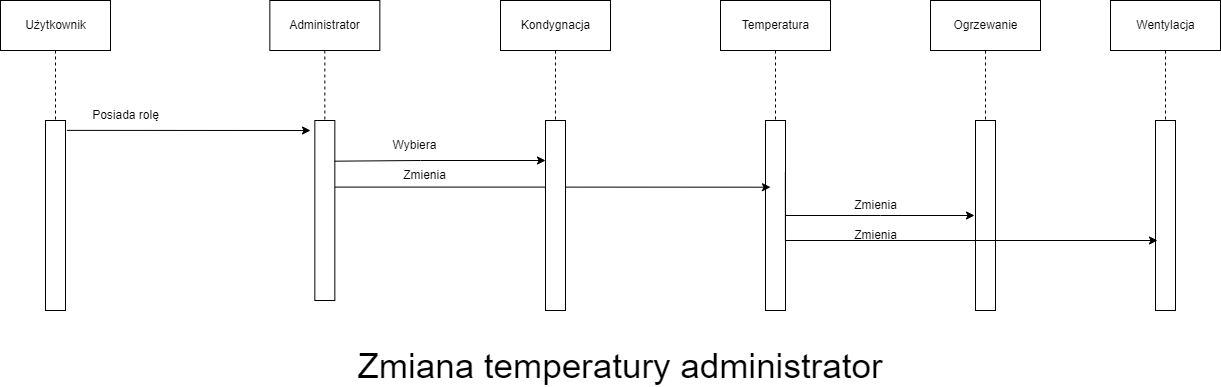 Użytkownik
Administrator
Kondygnacja
Temperatura
Ogrzewanie
Wentylacja
Posiada rolę
Wybiera
Zmienia
Zmienia
Zmienia
Zmiana temperatury administrator